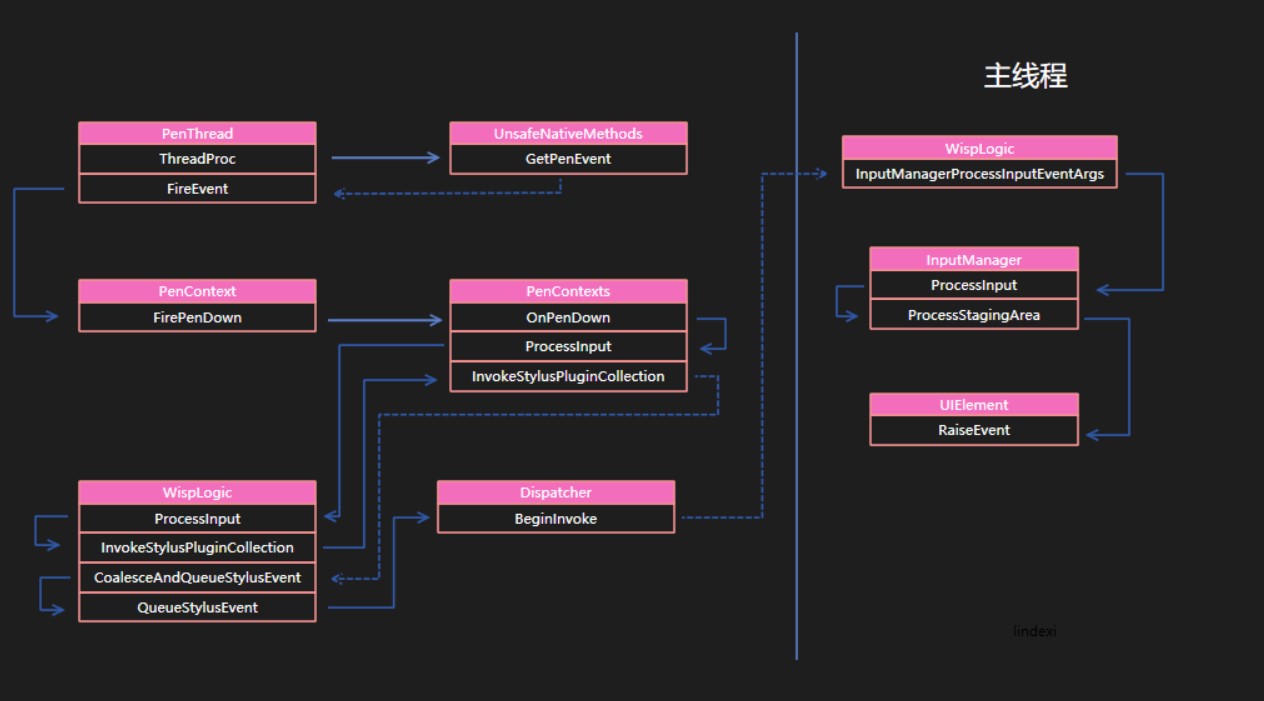 主线程
PenThread
ThreadProc
FireEvent
UnsafeNativeMethods
GetPenEvent
WispLogic
InputManagerProcessInputEventArgs
PenContext
FirePenDown
PenContexts
OnPenDown
ProcessInput
InvokeStylusPluginCollection
InputManager
ProcessInput
ProcessStagingArea
UIElement
RaiseEvent
WispLogic
ProcessInput
InvokeStylusPluginCollection
CoalesceAndQueueStylusEvent
QueueStylusEvent
Dispatcher
BeginInvoke
lindexi